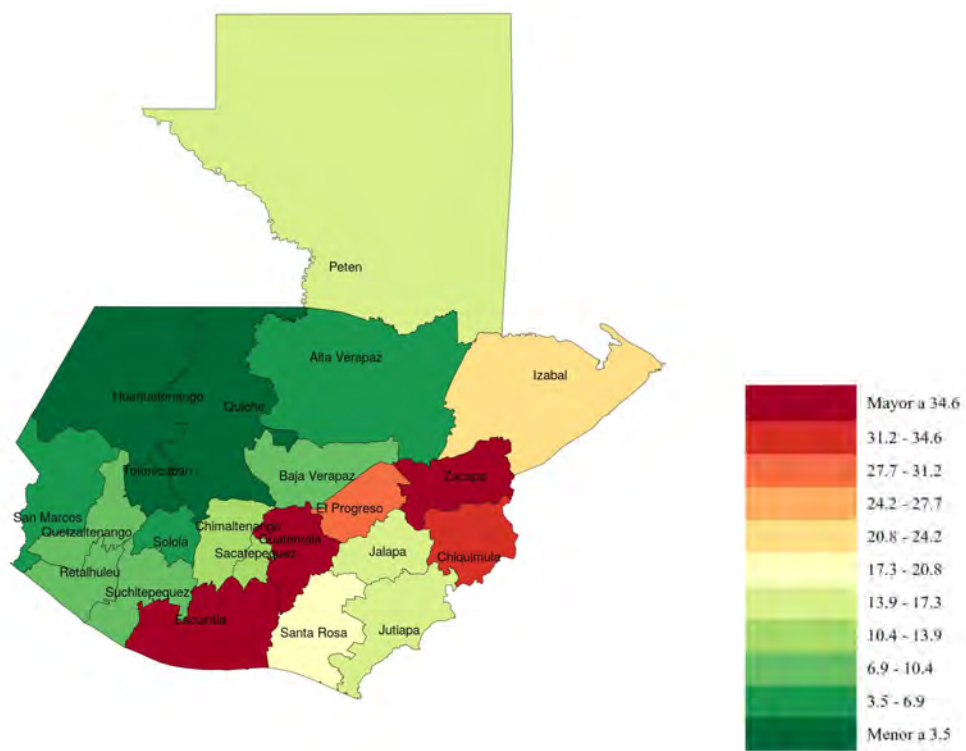 Peten
Alta Verapaz
Izabal
Huehuetenango
Quiche
Totonicapan
Baja Verapaz
Zacapa
El Progreso
San Marcos
Quetzaltenango
Solola
Chimaltenango
Guatemala
Sacatepequez
Jalapa
Chiquimula
Retalhuleu
Suchitepequez
Escuintla
Santa Rosa
Jutiapa
Mayor a 34.6
31.2 - 34.6
27.7 - 31.2
24.2 - 27.7
20.8 - 24.2
17.3 - 20.8
13.9 - 17.3
10.4 - 13.9
6.9 - 10.4
3.5 - 6.9
Menor a 3.5